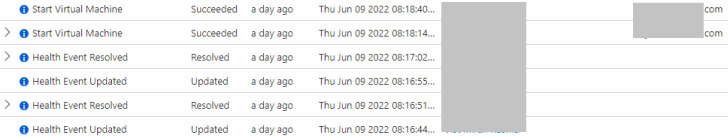 Start Virtual Machine Succeeded a day ago Thu Jun 09 2022 08:18:40... com
Start Virtual Machine Succeeded a day ago Thu Jun 09 2022 08:18:14... com
Health Event Resolved Resolved a day ago Thu Jun 09 2022 08:17:02...
Health Event Updated Updated a day ago Thu Jun 09 2022 08:16:55...
Health Event Resolved Resolved a day ago Thu Jun 09 2022 08:16:51...
Health Event Updated Updated a day ago Thu Jun 09 2022 08:16:44...